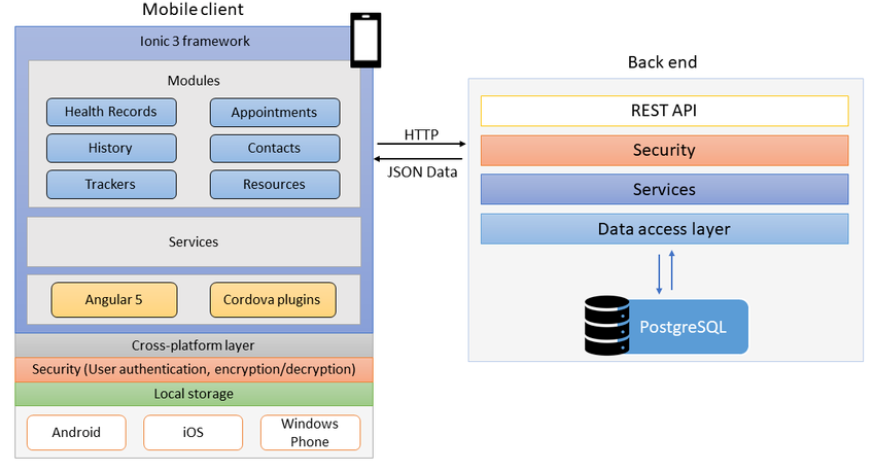 Mobile client
Ionic 3 framework
Modules
Health Records
Appointments
History
Contacts
Trackers
Resources
Services
Angular 5
Cordova plugins
Cross-platform layer
Security (User authentication, encryption/decryption)
Local storage
Android
iOS
Windows
Phone
HTTP
JSON Data
Back end
REST API
Security
Services
Data access layer
PostgreSQL